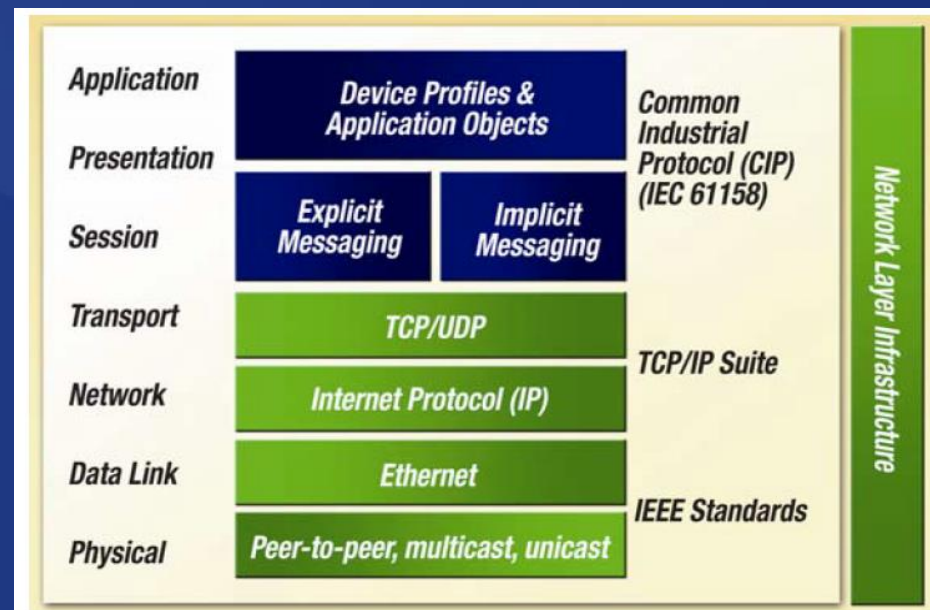 Application
Presentation
Session
Transport
Network
Data Link
Physical
Device Profiles &
Application Objects
Explicit
Messaging
Implicit
Messaging
TCP/UDP
Internet Protocol (IP)
Ethernet
Peer-to-peer, multicast, unicast
Common
Industrial
Protocol (CIP)
(IEC 61158)
TCP/IP Suite
IEEE Standards
Network Layer Infrastructure